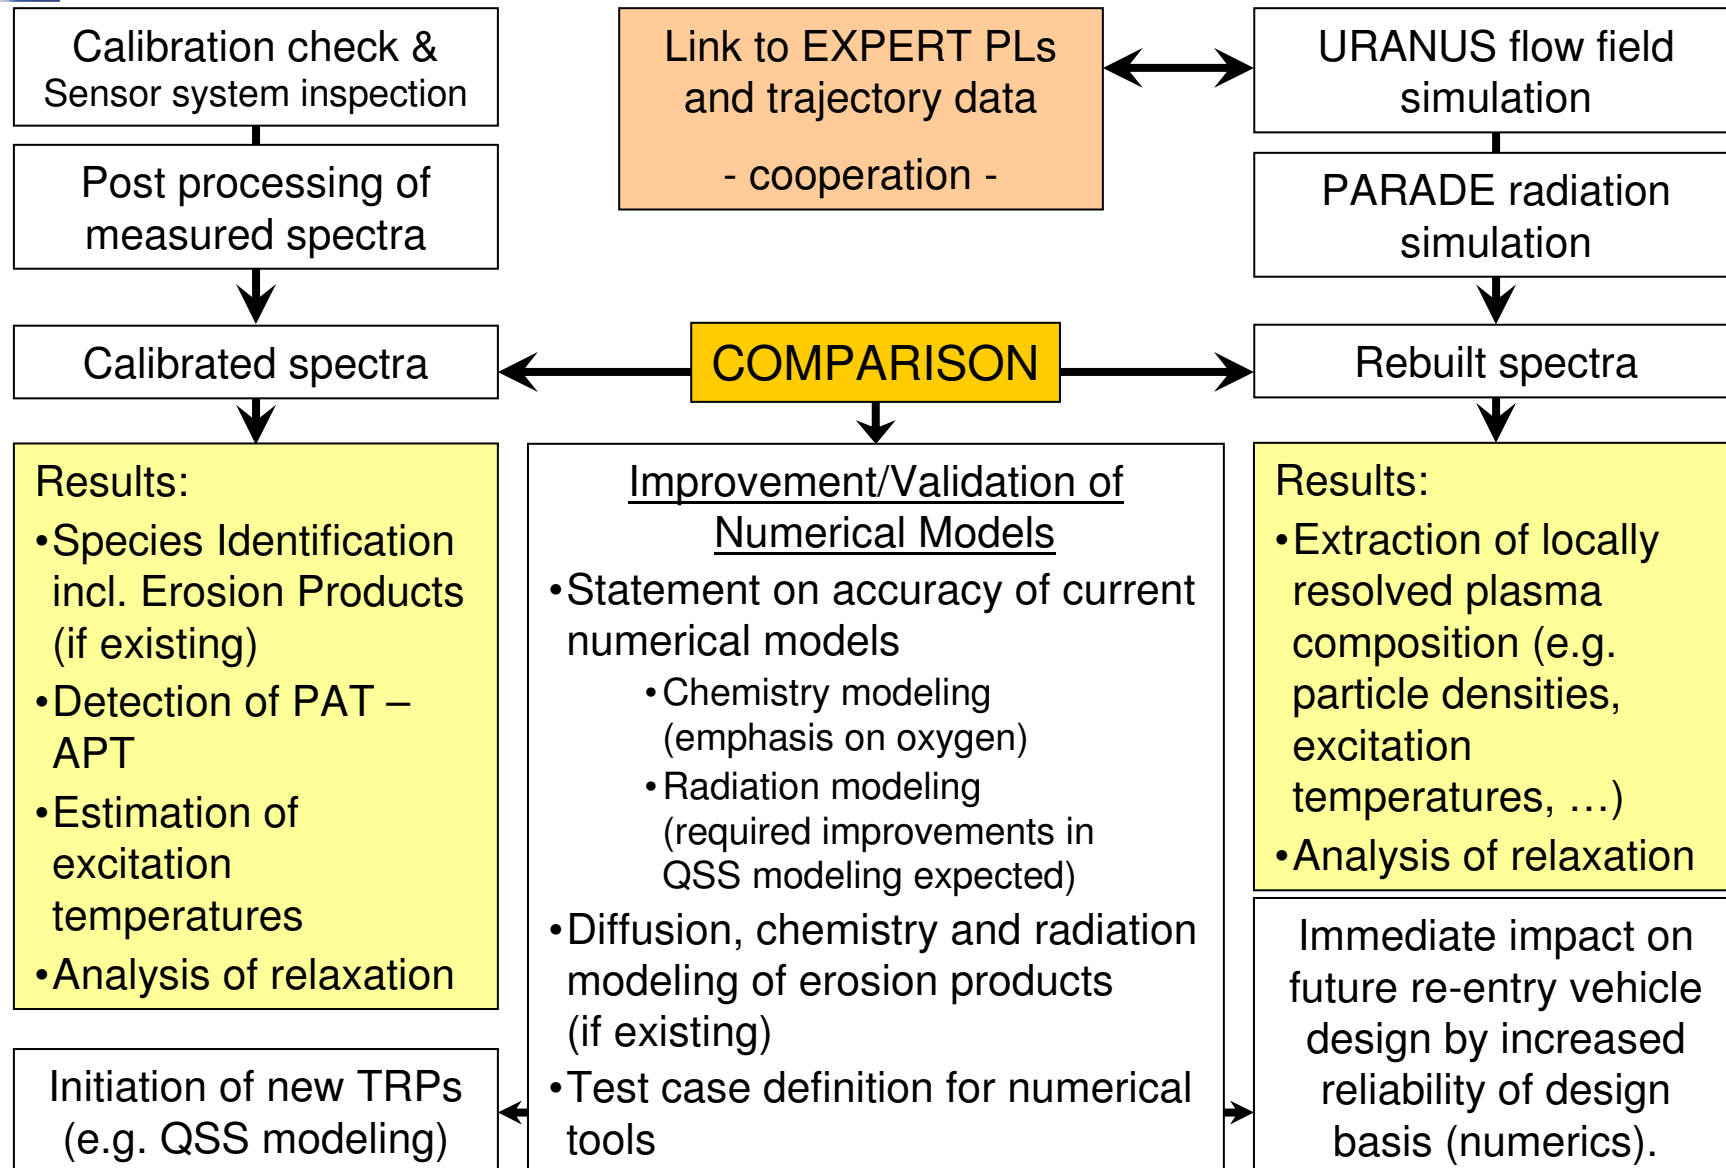 Calibration check &
Sensor system inspection
Post processing of
measured spectra
Calibrated spectra
Results:
•Species Identification
incl. Erosion Products
(if existing)
•Detection of PAT –
APT
•Estimation of
excitation
temperatures
•Analysis of relaxation
Initiation of new TRPs
(e.g. QSS modeling)
Link to EXPERT PLs
and trajectory data
- cooperation -
COMPARISON
Improvement/Validation of
Numerical Models
•Statement on accuracy of current
numerical models
•Chemistry modeling
(emphasis on oxygen)
•Radiation modeling
(required improvements in
QSS modeling expected)
•Diffusion, chemistry and radiation
modeling of erosion products
(if existing)
•Test case definition for numerical
tools
URANUS flow field
simulation
PARADE radiation
simulation
Rebuilt spectra
Results:
•Extraction of locally
resolved plasma
composition (e.g.
particle densities,
excitation
temperatures, …)
•Analysis of relaxation
Immediate impact on
future re-entry vehicle
design by increased
reliability of design
basis (numerics).